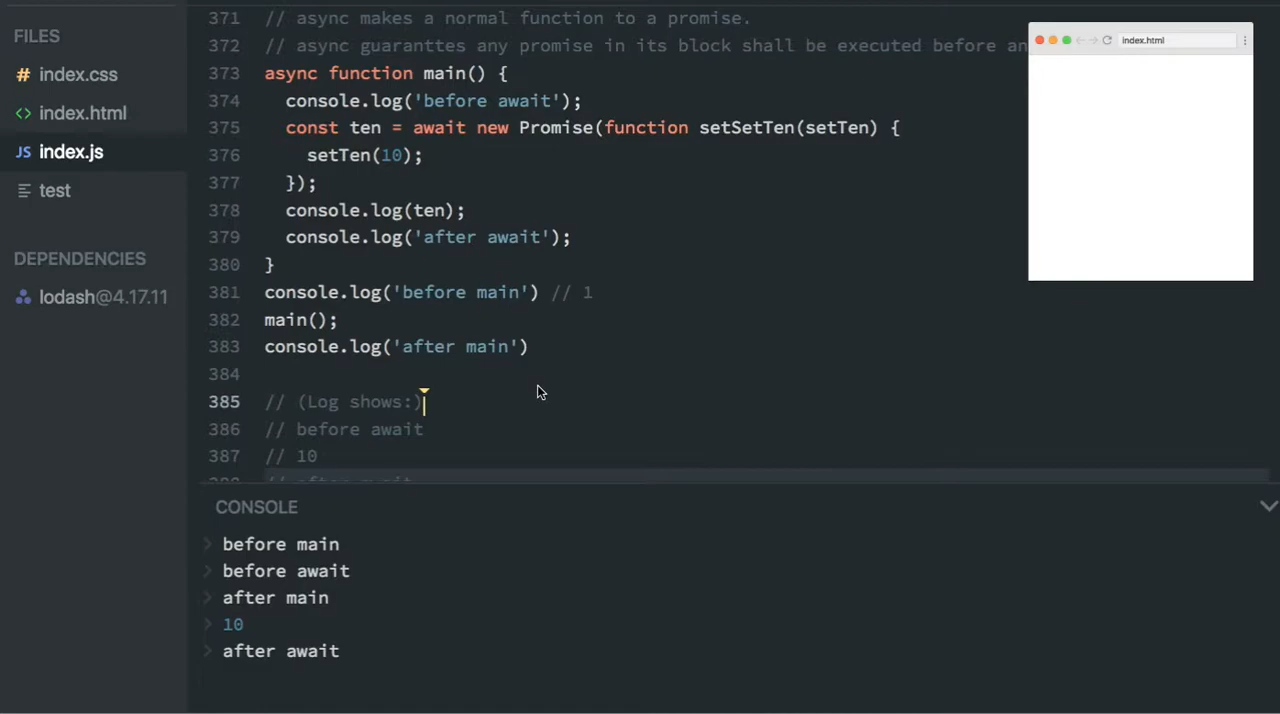 FILES
index.css
index.html
JS index.js
test
DEPENDENCIES
lodash@4.17.11
371 // async makes a normal function to a promise.
372 // async guaranttes any promise in its block shall be executed before an
373 async function main() {
374 console.log('before await');
375 const ten = await new Promise(function setSetTen(setTen) {
376 setTen(10);
377 });
378 console.log(ten);
379 console.log('after await');
380 }
381 console.log('before main') // 1
382 main();
383 console.log('after main')
384
385 // (Log shows:)
386 // before await
387 // 10
388 // after await
index.html
CONSOLE
before main
before await
after main
10
after await